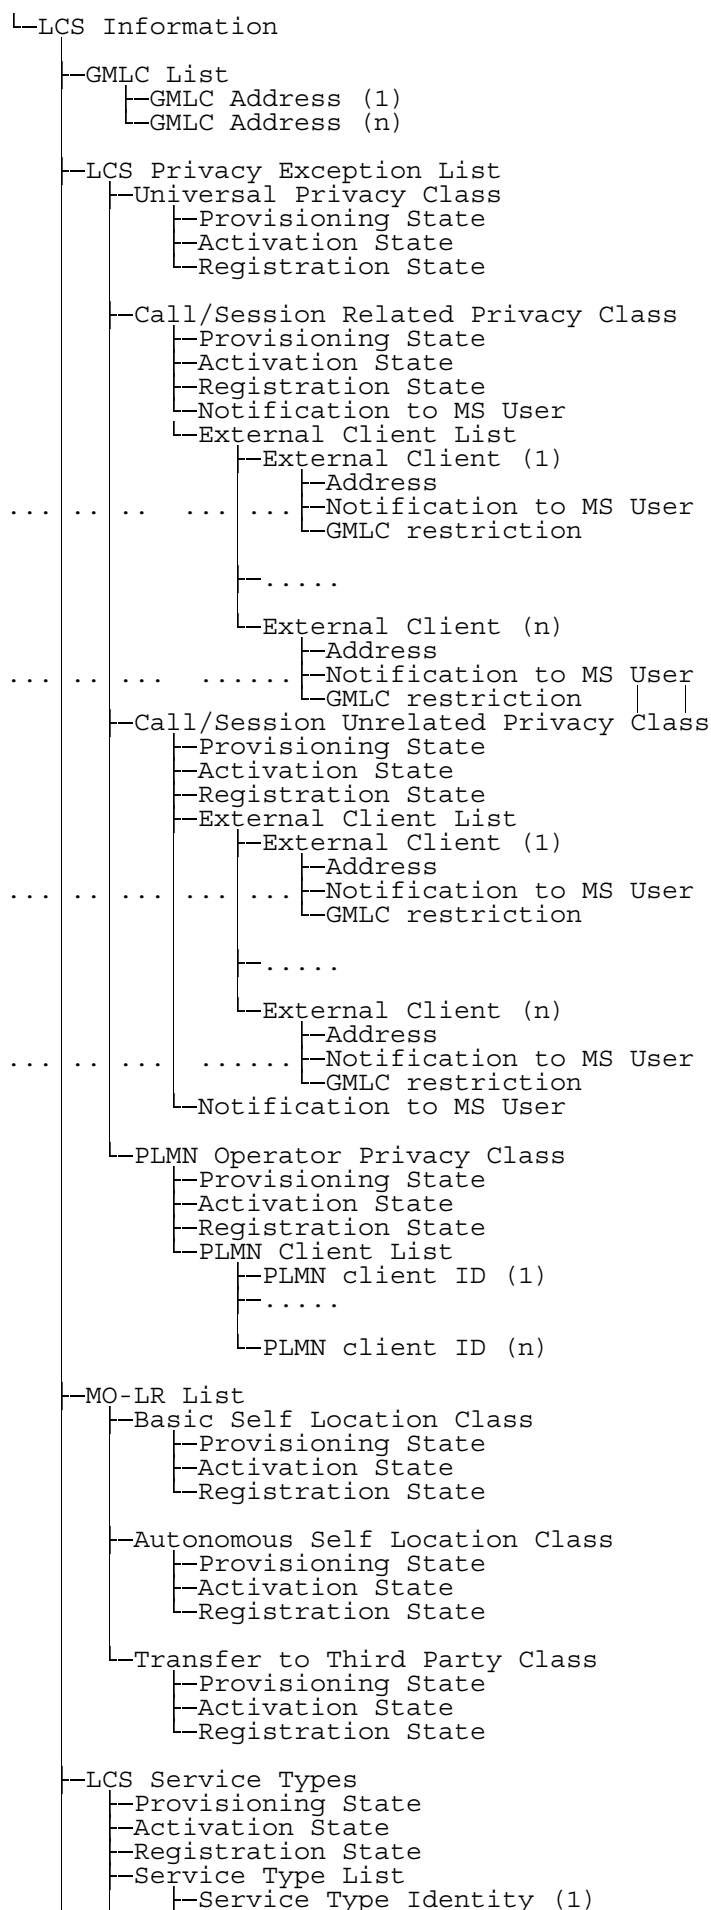 LCS Information
GMLC List
GMLC Address (1)
GMLC Address (n)
LCS Privacy Exception List
Universal Privacy Class
Provisioning State
Activation State
Registration State
Call/Session Related Privacy Class
Provisioning State
Activation State
Registration State
Notification to MS User
External Client List
External Client (1)
Address
... .. .. ... ... Notification to MS User
GMLC restriction
.....
External Client (n)
Address
... .. ... ...... Notification to MS User
GMLC restriction
Call/Session Unrelated Privacy Class
Provisioning State
Activation State
Registration State
External Client List
External Client (1)
Address
... .. ... ... ... Notification to MS User
GMLC restriction
.....
External Client (n)
Address
... .. ... ...... Notification to MS User
GMLC restriction
Notification to MS User
PLMN Operator Privacy Class
Provisioning State
Activation State
Registration State
PLMN Client List
PLMN client ID (1)
.....
PLMN client ID (n)
MO-LR List
Basic Self Location Class
Provisioning State
Activation State
Registration State
Autonomous Self Location Class
Provisioning State
Activation State
Registration State
Transfer to Third Party Class
Provisioning State
Activation State
Registration State
LCS Service Types
Provisioning State
Activation State
Registration State
Service Type List
Service Type Identity (1)